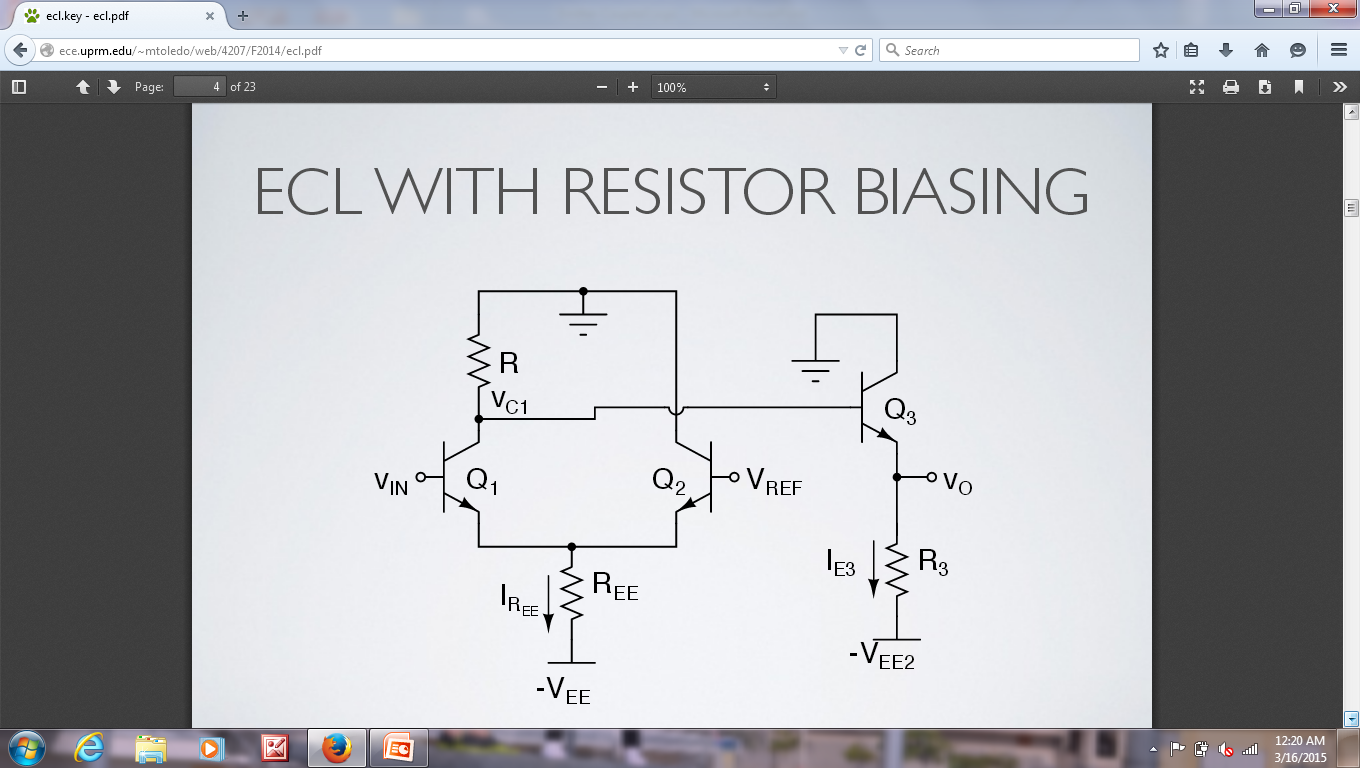 ecl.key - ecl.pdf
ece.uprm.edu/~mtoledo/web/4207/F2014/ecl.pdf
Search
Page: 4 of 23
100%
ECL WITH RESISTOR BIASING
R
vC1
Q3
vIN
Q1
Q2
VREF
vO
IREE
REE
IE3
R3
-VEE2
-VEE
12:20 AM
3/16/2015